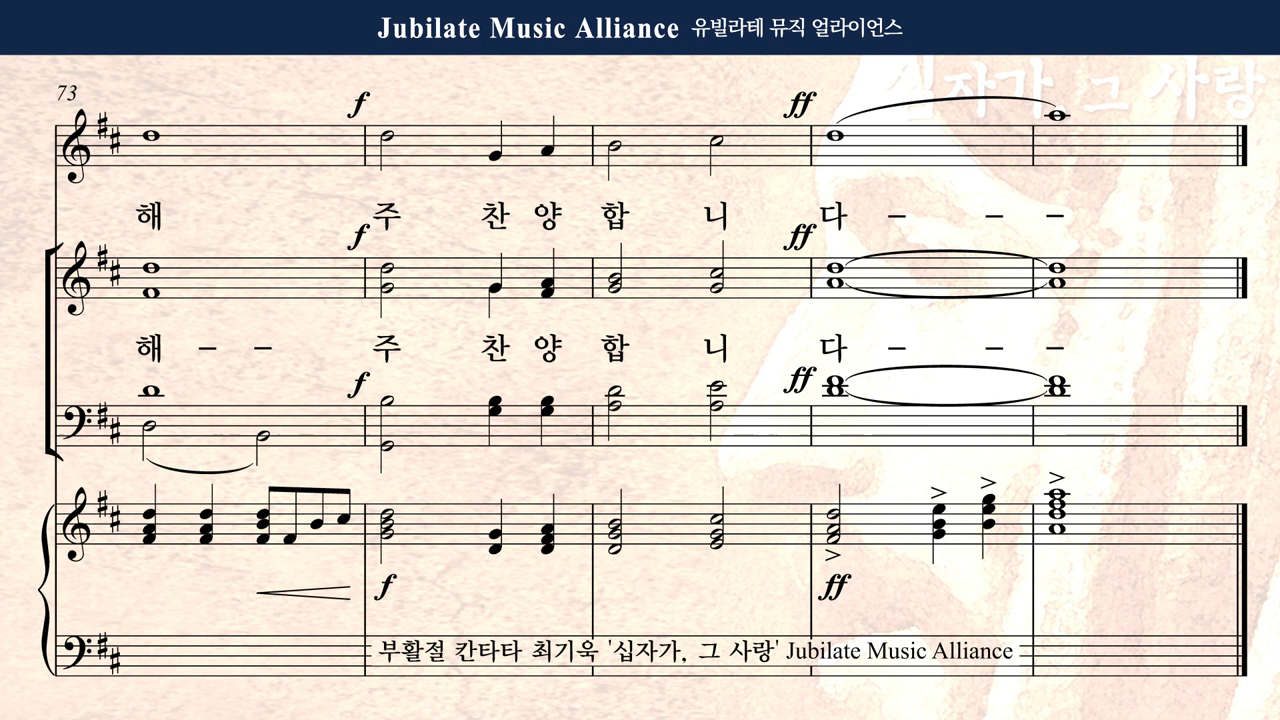 Jubilate Music Alliance 유빌라테 뮤직 얼라이언스
십자가, 그 사랑
73
f ff
해 주 찬 양 합 니 다 – – –
f ff
해 – – 주 찬 양 합 니 다 – – –
f ff
f ff
부활절 칸타타 최기욱 '십자가, 그 사랑' Jubilate Music Alliance